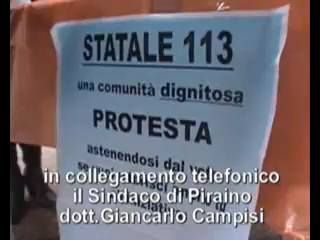 STATALE 113
una comunità dignitosa
PROTESTA
astenendosi dal
in collegamento telefonico
il Sindaco di Piraino
dott.Giancarlo Campisi